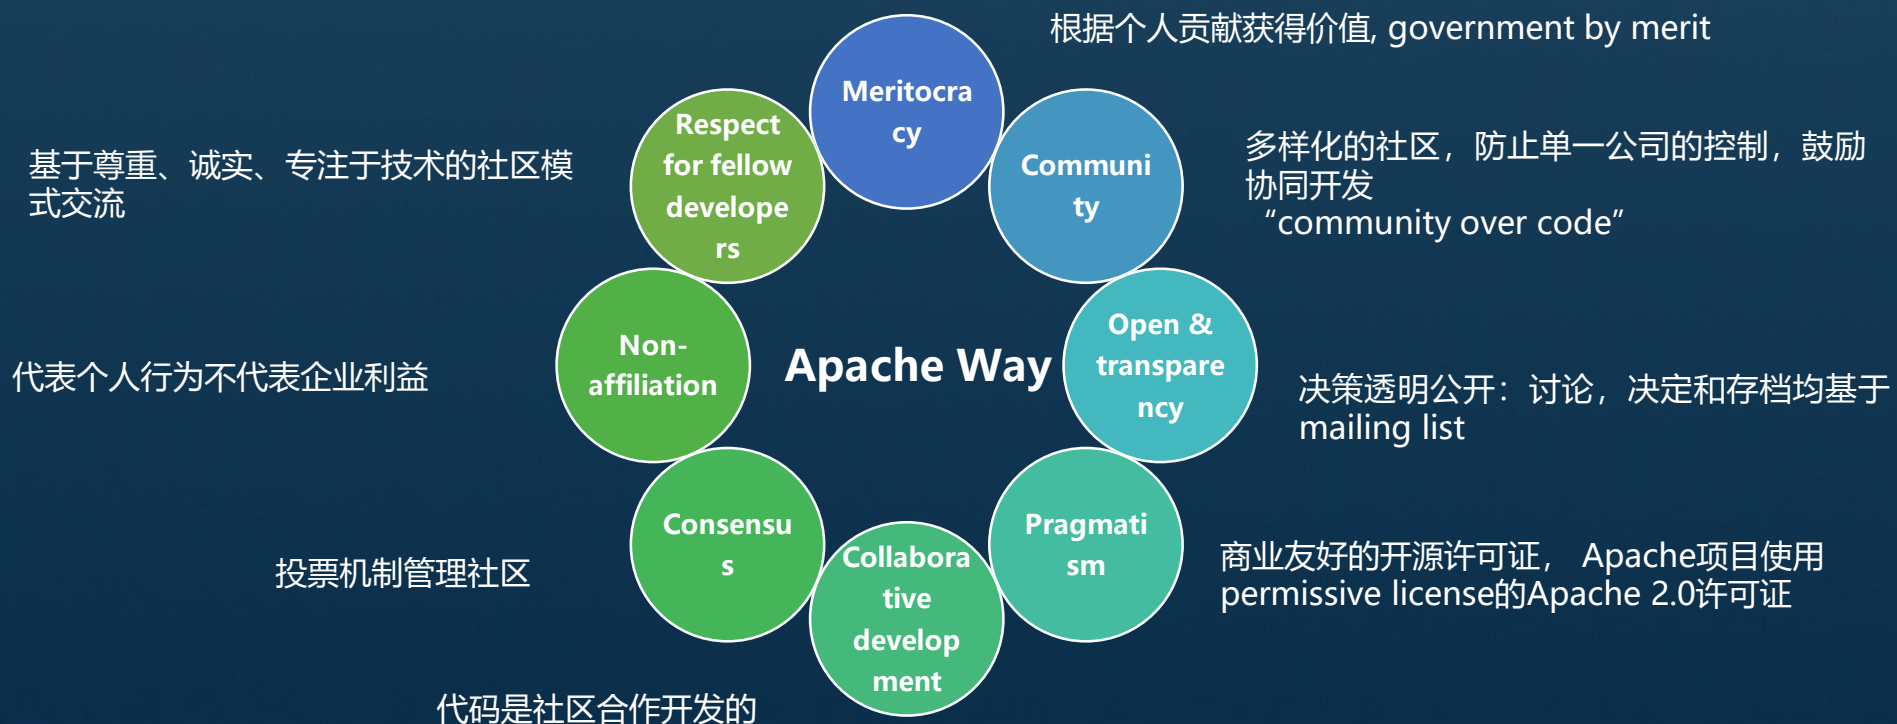 根据个人贡献获得价值, government by merit
Meritocra
cy
Respect
for fellow
develope
rs
基于尊重、诚实、专注于技术的社区模
式交流
Communi
ty
多样化的社区，防止单一公司的控制，鼓励
协同开发
“community over code”
Non-
affiliation
代表个人行为不代表企业利益
Apache Way
Open &
transpare
ncy
决策透明公开：讨论，决定和存档均基于
mailing list
Consensu
s
投票机制管理社区
Pragmati
sm
商业友好的开源许可证， Apache项目使用
permissive license的Apache 2.0许可证
Collabora
tive
develop
ment
代码是社区合作开发的